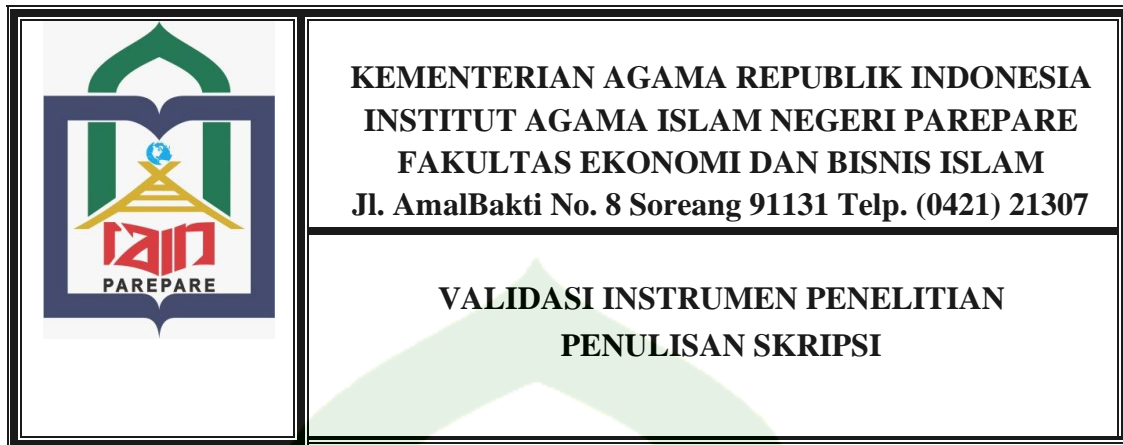 KEMENTERIAN AGAMA REPUBLIK INDONESIA
INSTITUT AGAMA ISLAM NEGERI PAREPARE
FAKULTAS EKONOMI DAN BISNIS ISLAM
Jl. AmalBakti No. 8 Soreang 91131 Telp. (0421) 21307
iain
PAREPARE
VALIDASI INSTRUMEN PENELITIAN
PENULISAN SKRIPSI